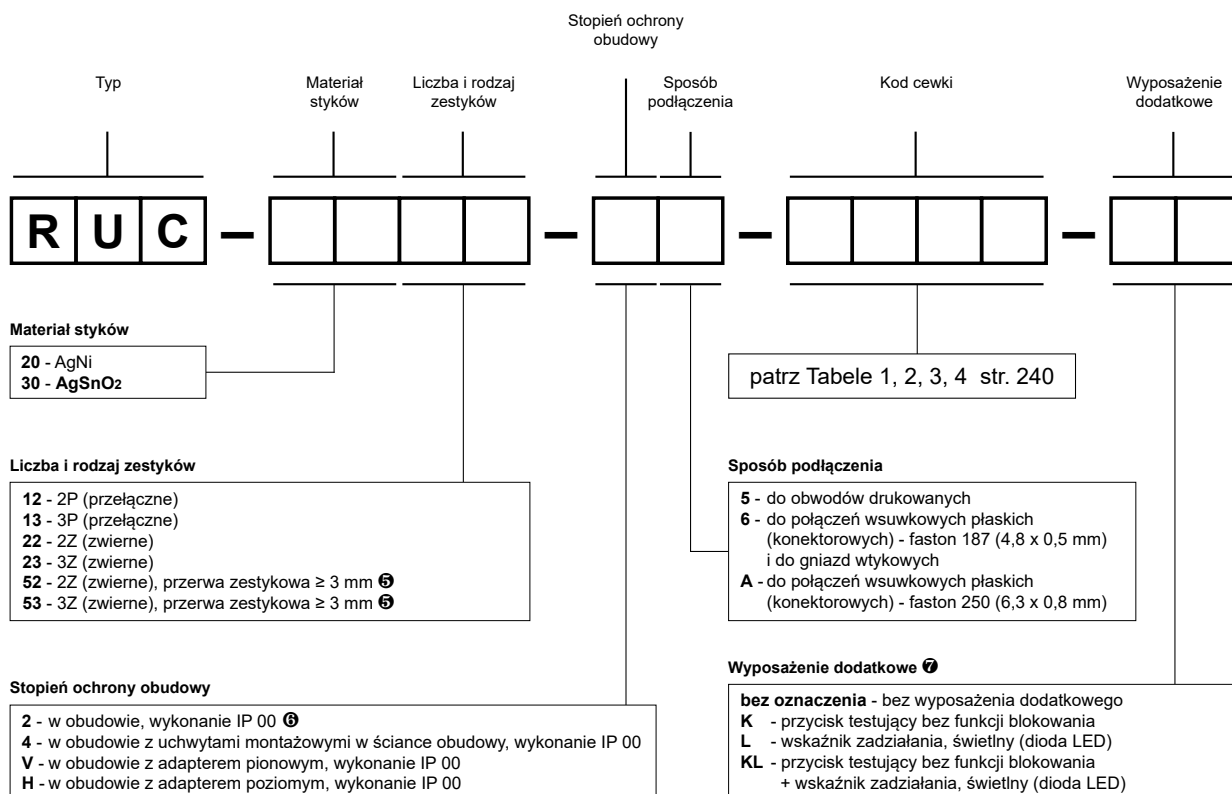 Stopień ochrony
obudowy
Typ
Materiał
styków
Liczba i rodzaj
zestyków
Sposób
podłączenia
Kod cewki
Wyposażenie
dodatkowe
R U C – – – –
Materiał styków
20 - AgNi
30 - AgSnO2
patrz Tabele 1, 2, 3, 4 str. 240
Liczba i rodzaj zestyków
12 - 2P (przełączne)
13 - 3P (przełączne)
22 - 2Z (zwierne)
23 - 3Z (zwierne)
52 - 2Z (zwierne), przerwa zestykowa ≥ 3 mm ❺
53 - 3Z (zwierne), przerwa zestykowa ≥ 3 mm ❺
Sposób podłączenia
5 - do obwodów drukowanych
6 - do połączeń wsuwkowych płaskich
(konektorowych) - faston 187 (4,8 x 0,5 mm)
i do gniazd wtykowych
A - do połączeń wsuwkowych płaskich
(konektorowych) - faston 250 (6,3 x 0,8 mm)
Stopień ochrony obudowy
2 - w obudowie, wykonanie IP 00 ❻
4 - w obudowie z uchwytami montażowymi w ściance obudowy, wykonanie IP 00
V - w obudowie z adapterem pionowym, wykonanie IP 00
H - w obudowie z adapterem poziomym, wykonanie IP 00
Wyposażenie dodatkowe ❼
bez oznaczenia - bez wyposażenia dodatkowego
K - przycisk testujący bez funkcji blokowania
L - wskaźnik zadziałania, świetlny (dioda LED)
KL - przycisk testujący bez funkcji blokowania
+ wskaźnik zadziałania, świetlny (dioda LED)